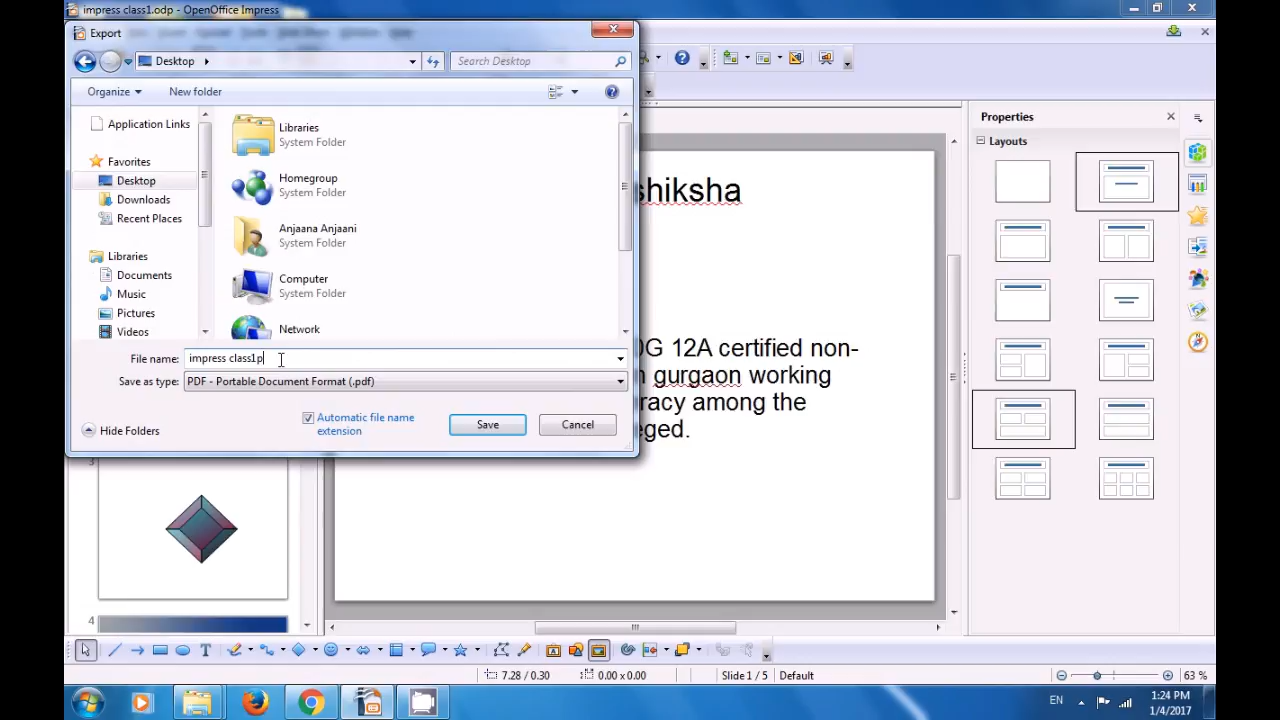 impress class1.odp - OpenOffice Impress
Export
Desktop
Search Desktop
Organize
New folder
Application Links
Favorites
Desktop
Downloads
Recent Places
Libraries
Documents
Music
Pictures
Videos
Libraries
System Folder
Homegroup
System Folder
Anjaana Anjaani
System Folder
Computer
System Folder
Network
File name:
impress class1p
Save as type:
PDF - Portable Document Format (.pdf)
Automatic file name
extension
Save
Cancel
Hide Folders
shiksha
0G 12A certified non-
gurgaon working
racy among the
eged.
Properties
Layouts
3
4
7.28 / 0.30
0.00 x 0.00
Slide 1 / 5
Default
63 %
EN
1:24 PM
1/4/2017